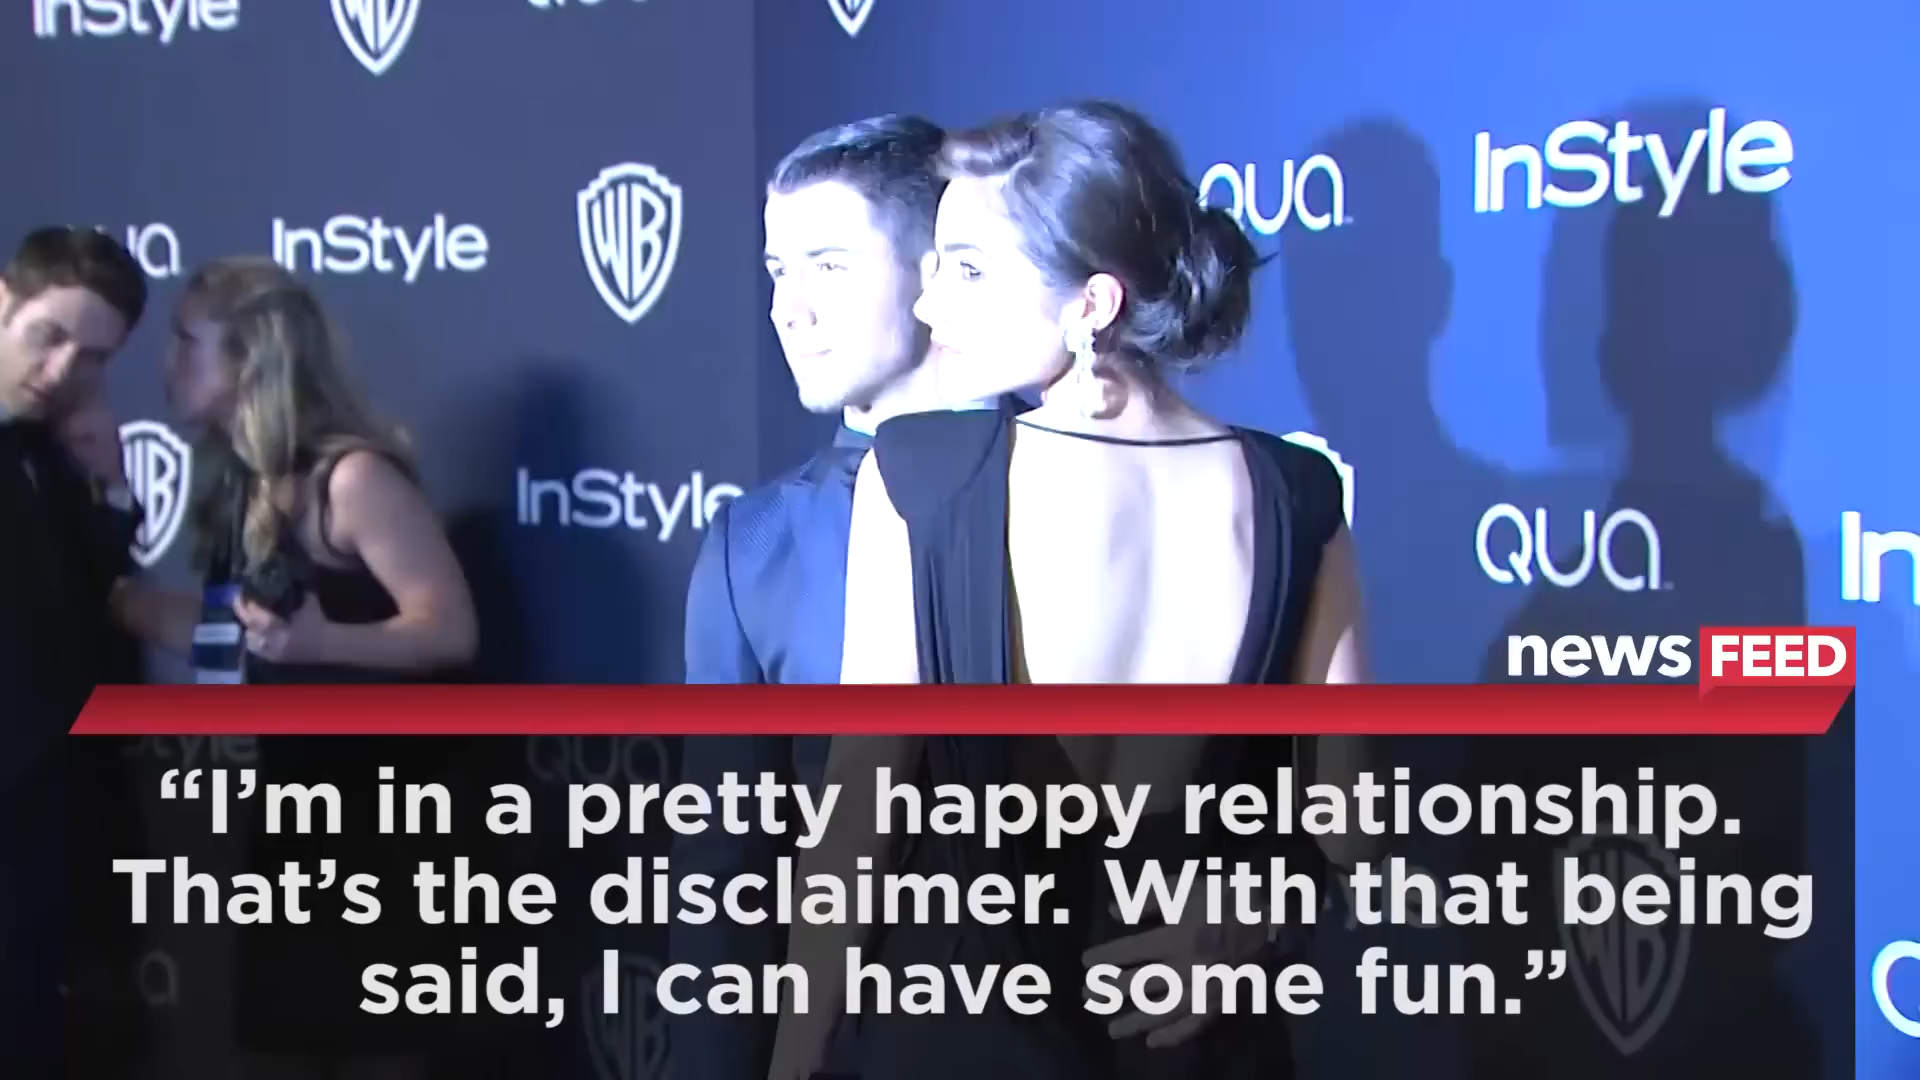 InStyle
QUA
InStyle
InStyle
QUA
InStyle
QUA
news FEED
“I’m in a pretty happy relationship.
That’s the disclaimer. With that being
said, I can have some fun.”